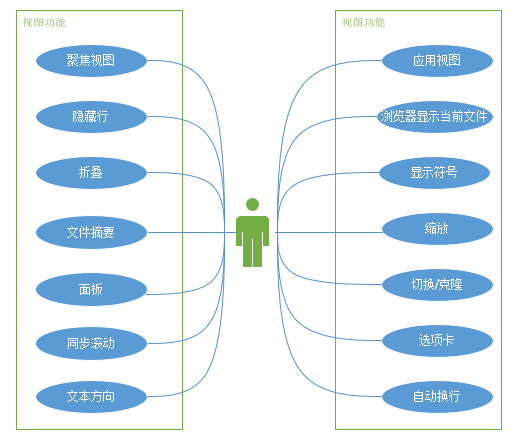 视图功能
聚焦视图
隐藏行
折叠
文件摘要
面板
同步滚动
文本方向
视图功能
应用视图
浏览器显示当前文件
显示符号
缩放
切换/克隆
选项卡
自动换行